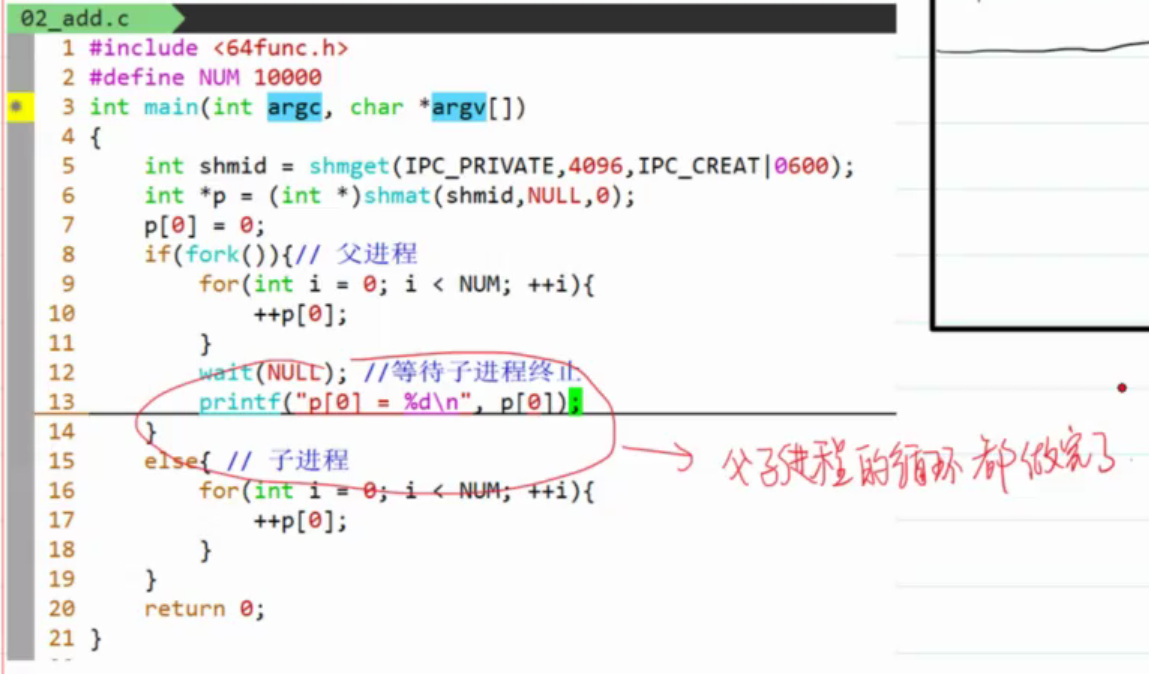 02_add.c
1 #include <64func.h>
2 #define NUM 10000
3 int main(int argc, char *argv[])
4 {
5     int shmid = shmget(IPC_PRIVATE,4096,IPC_CREAT|0600);
6     int *p = (int *)shmat(shmid,NULL,0);
7     p[0] = 0;
8     if(fork()){// 父进程
9         for(int i = 0; i < NUM; ++i){
10             ++p[0];
11         }
12         wait(NULL); //等待子进程终止
13         printf("p[0] = %d\n", p[0]);
14     }
15     else{ // 子进程
16         for(int i = 0; i < NUM; ++i){
17             ++p[0];
18         }
19     }
20     return 0;
21 }
父子进程的循环都做完了